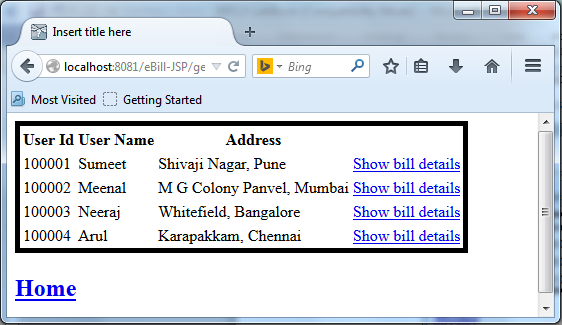 Insert title here
localhost:8081/eBill-JSP/ge
Bing
Most Visited Getting Started
User Id User Name Address
100001 Sumeet Shivaji Nagar, Pune Show bill details
100002 Meenal M G Colony Panvel, Mumbai Show bill details
100003 Neeraj Whitefield, Bangalore Show bill details
100004 Arul Karapakkam, Chennai Show bill details
Home